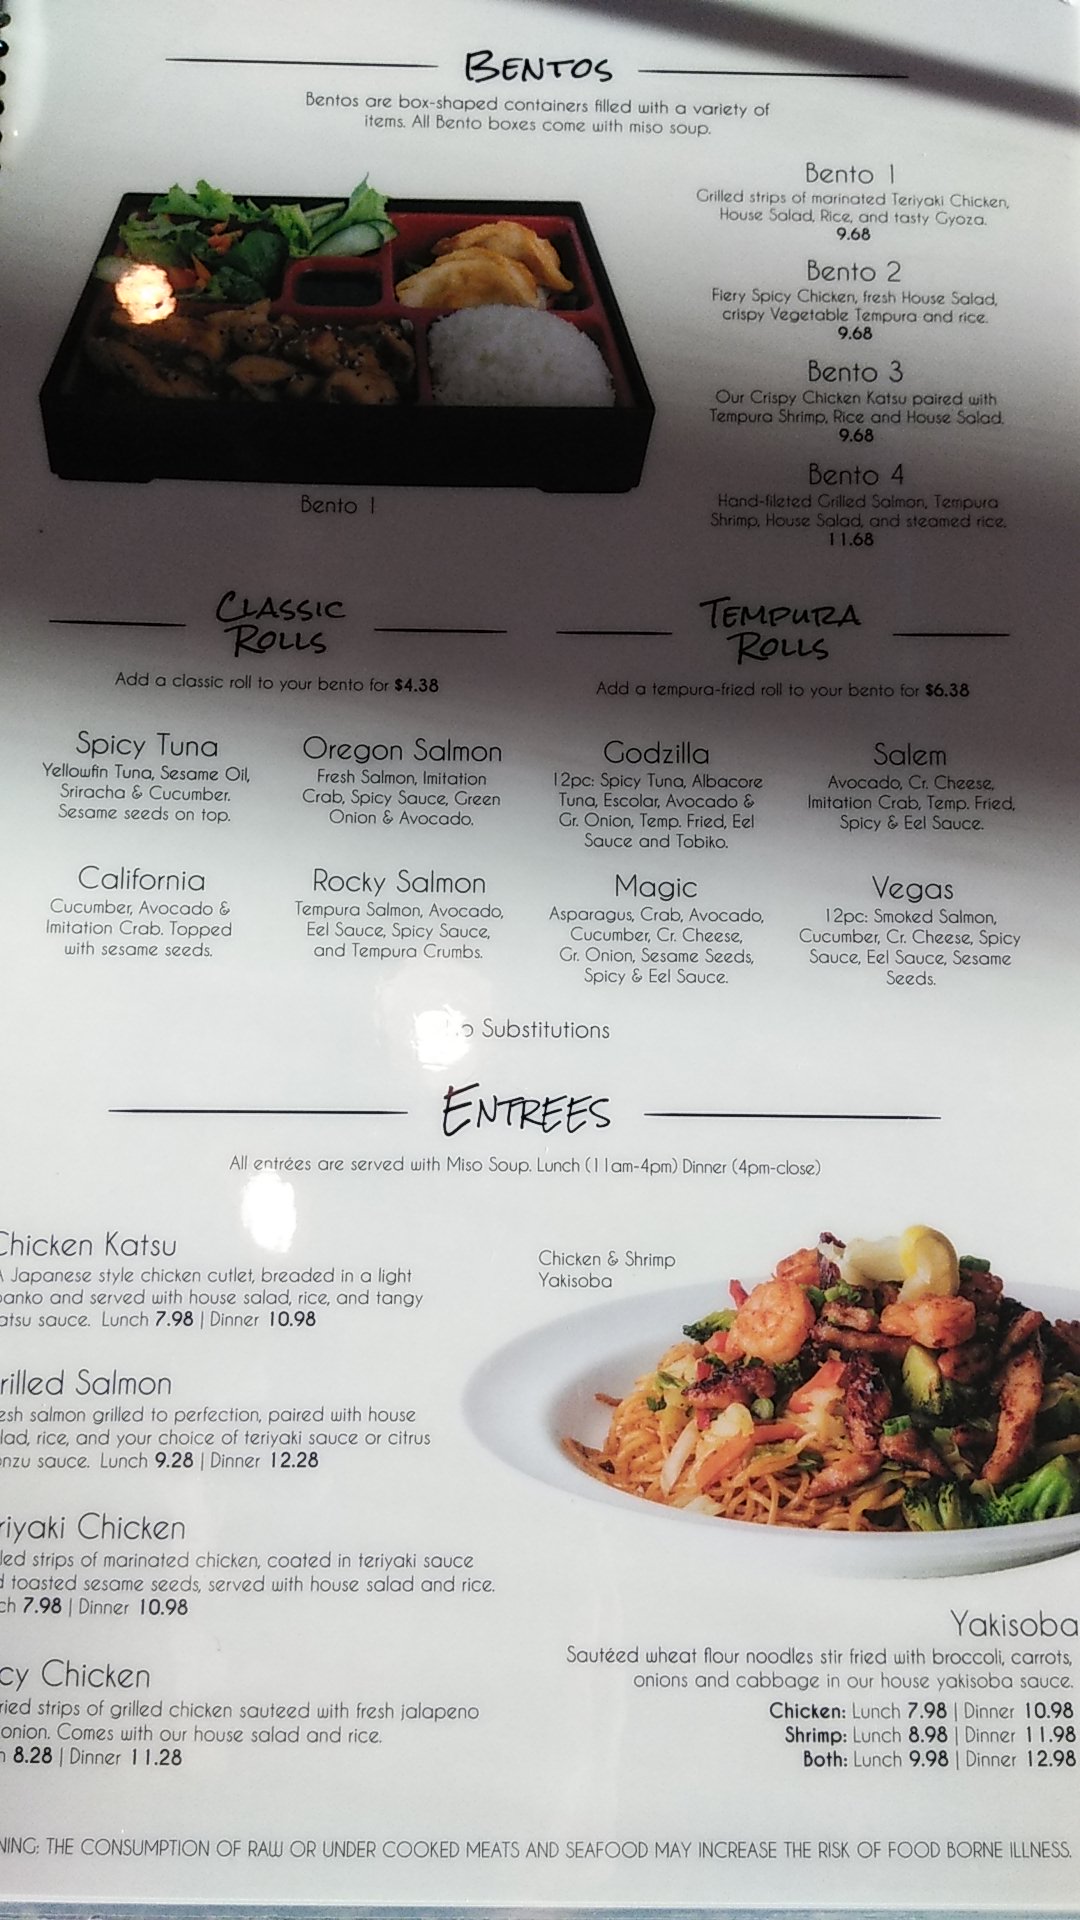 BENTOS
Bentos are box-shaped containers filled with a variety of
items. All Bento boxes come with miso soup.
Bento 1
Grilled strips of marinated Teriyaki Chicken,
House Salad, Rice, and tasty Gyoza.
9.68
Bento 2
Fiery Spicy Chicken, fresh House Salad,
crispy Vegetable Tempura and rice.
9.68
Bento 3
Our Crispy Chicken Katsu paired with
Tempura Shrimp, Rice and House Salad.
9.68
Bento 4
Hand-fileted Grilled Salmon, Tempura
Shrimp, House Salad, and steamed rice.
11.68
Bento 1
CLASSIC
ROLLS
Add a classic roll to your bento for $4.38
Spicy Tuna
Yellowfin Tuna, Sesame Oil,
Sriracha & Cucumber.
Sesame seeds on top.
Oregon Salmon
Fresh Salmon, Imitation
Crab, Spicy Sauce, Green
Onion & Avocado.
California
Cucumber, Avocado &
Imitation Crab. Topped
with sesame seeds.
Rocky Salmon
Tempura Salmon, Avocado,
Eel Sauce, Spicy Sauce,
and Tempura Crumbs.
TEMPURA
ROLLS
Add a tempura-fried roll to your bento for $6.38
Godzilla
12pc: Spicy Tuna, Albacore
Tuna, Escolar, Avocado &
Gr. Onion, Temp. Fried, Eel
Sauce and Tobiko.
Salem
Avocado, Cr. Cheese,
Imitation Crab, Temp. Fried,
Spicy & Eel Sauce.
Magic
Asparagus, Crab, Avocado,
Cucumber, Cr. Cheese,
Gr. Onion, Sesame Seeds,
Spicy & Eel Sauce.
Vegas
12pc: Smoked Salmon,
Cucumber, Cr. Cheese, Spicy
Sauce, Eel Sauce, Sesame
Seeds.
Substitutions
ENTREES
All entrées are served with Miso Soup. Lunch (11am-4pm) Dinner (4pm-close)
Chicken Katsu
A Japanese style chicken cutlet, breaded in a light
panko and served with house salad, rice, and tangy
atsu sauce. Lunch 7.98 | Dinner 10.98
rilled Salmon
esh salmon grilled to perfection, paired with house
lad, rice, and your choice of teriyaki sauce or citrus
onzu sauce. Lunch 9.28 | Dinner 12.28
riyaki Chicken
led strips of marinated chicken, coated in teriyaki sauce
d toasted sesame seeds, served with house salad and rice.
ch 7.98 | Dinner 10.98
cy Chicken
ried strips of grilled chicken sauteed with fresh jalapeno
onion. Comes with our house salad and rice.
h 8.28 | Dinner 11.28
Chicken & Shrimp
Yakisoba
Yakisoba
Sautéed wheat flour noodles stir fried with broccoli, carrots,
onions and cabbage in our house yakisoba sauce.
Chicken: Lunch 7.98 | Dinner 10.98
Shrimp: Lunch 8.98 | Dinner 11.98
Both: Lunch 9.98 | Dinner 12.98
NING: THE CONSUMPTION OF RAW OR UNDER COOKED MEATS AND SEAFOOD MAY INCREASE THE RISK OF FOOD BORNE ILLNESS.